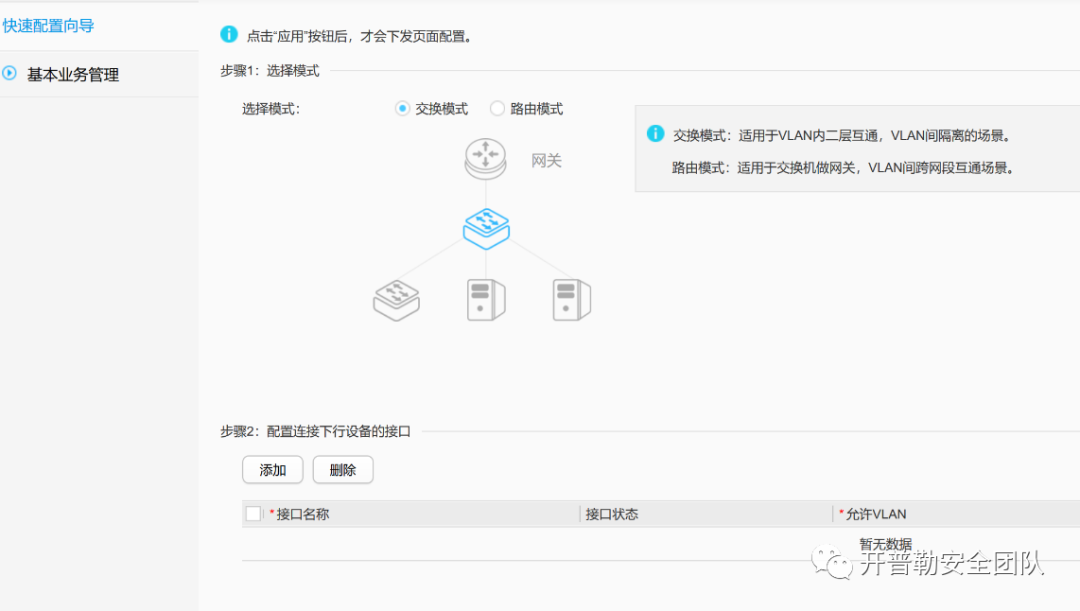 快速配置向导
基本业务管理
点击“应用”按钮后，才会下发页面配置。
步骤1：选择模式
选择模式：
交换模式
路由模式
网关
交换模式：适用于VLAN内二层互通，VLAN间隔离的场景。
路由模式：适用于交换机做网关，VLAN间跨网段互通场景。
步骤2：配置连接下行设备的接口
添加
删除
*接口名称
接口状态
*允许VLAN
暂无数据
开普勒安全团队